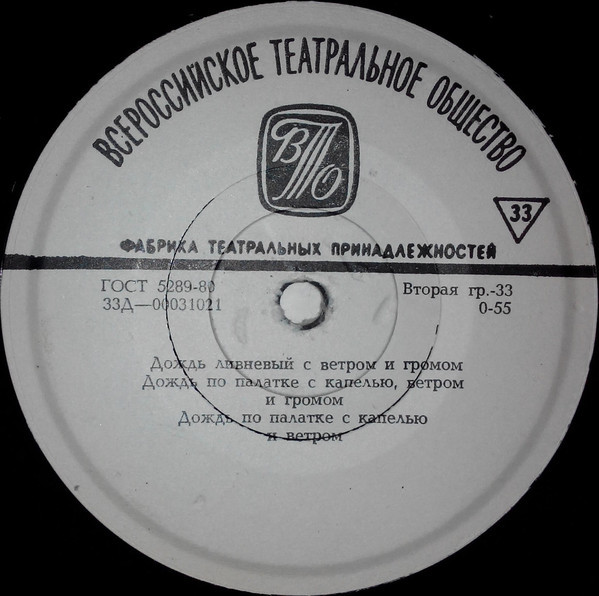 ВСЕРОССИЙСКОЕ ТЕАТРАЛЬНОЕ ОБЩЕСТВО
ВТО
33
ФАБРИКА ТЕАТРАЛЬНЫХ ПРИНАДЛЕЖНОСТЕЙ
ГОСТ 5289-80 Вторая гр.-33
33Д—00031021 0-55
Дождь ливневый с ветром и громом
Дождь по палатке с капелью, ветром
и громом
Дождь по палатке с капелью
и ветром